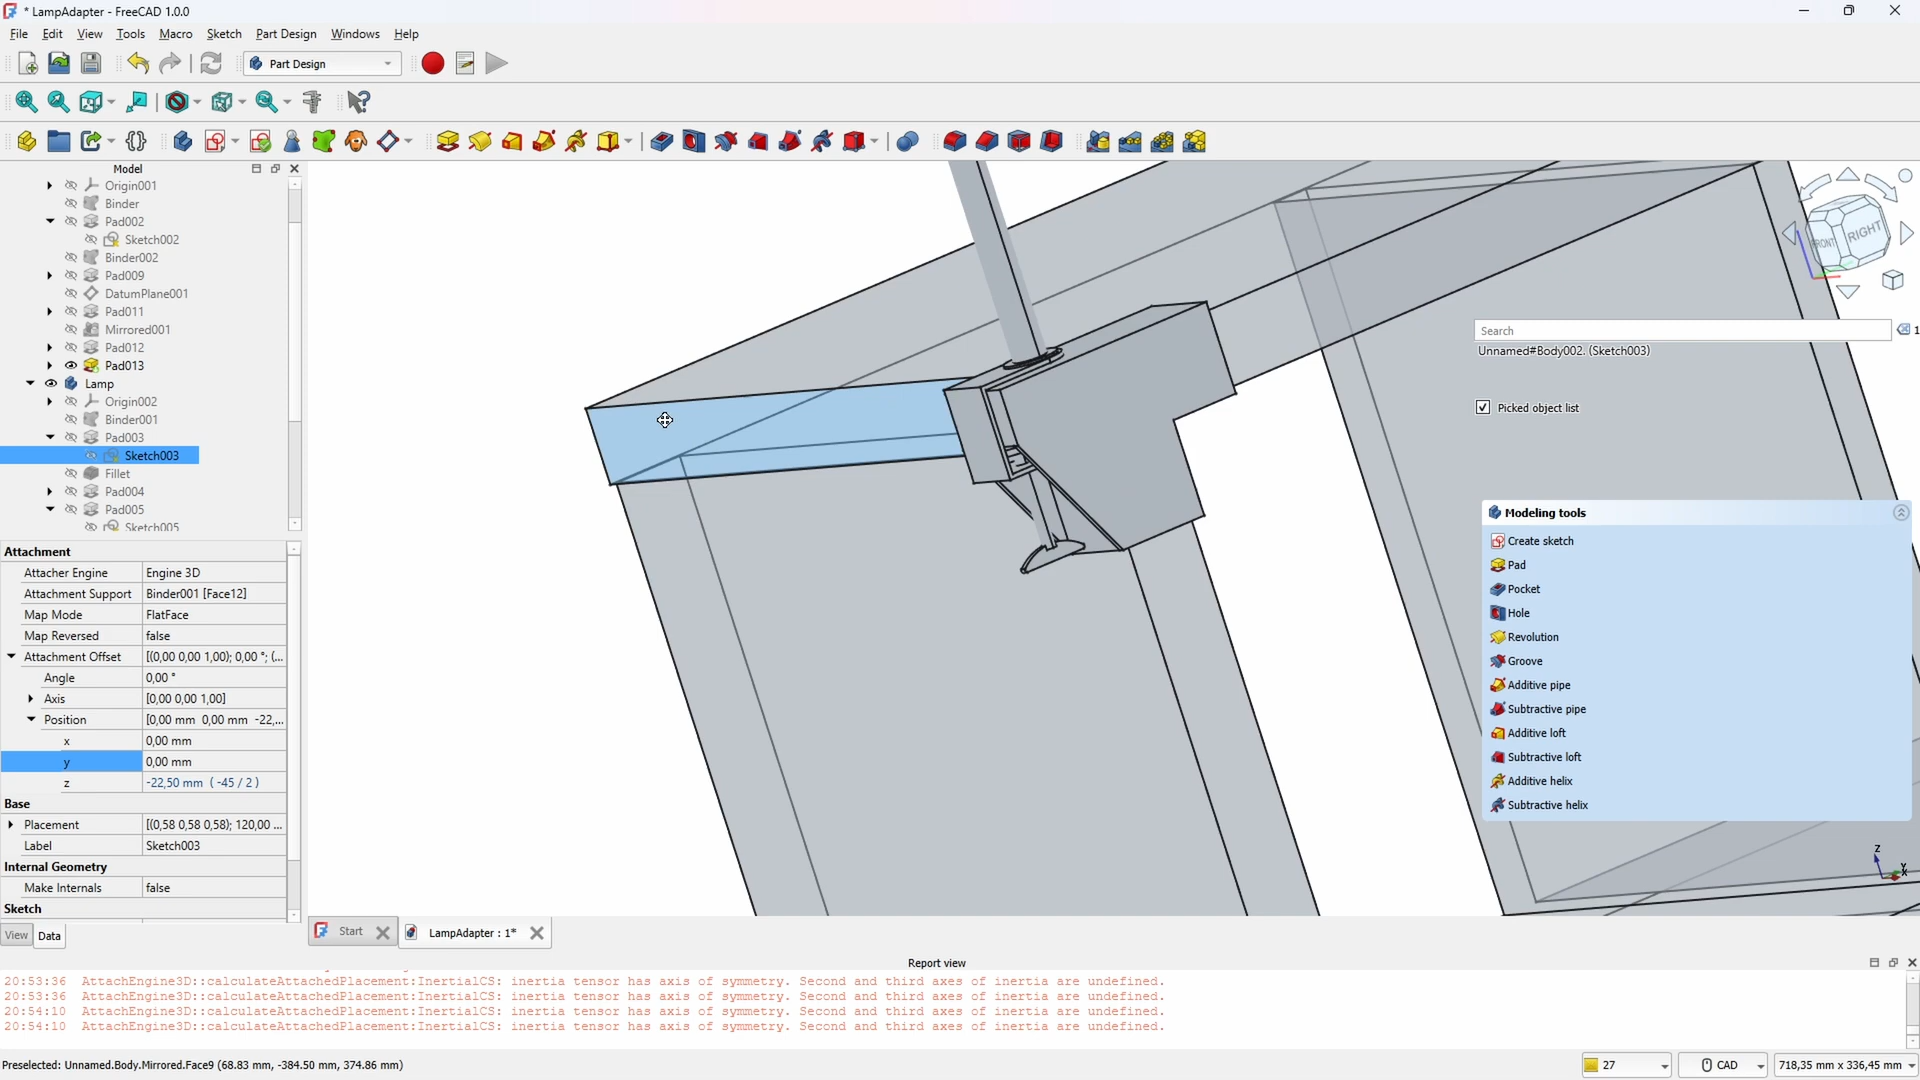 * LampAdapter - FreeCAD 1.0.0
File Edit View Tools Macro Sketch Part Design Windows Help
Part Design
Model
Origin001
Binder
Pad002
Sketch002
Binder002
Pad009
DatumPlane001
Pad011
Mirrored001
Pad012
Pad013
Lamp
Origin002
Binder001
Pad003
Sketch003
Fillet
Pad004
Pad005
Sketch005
Attachment
Attacher Engine Engine 3D
Attachment Support Binder001 [Face12]
Map Mode FlatFace
Map Reversed false
Attachment Offset [(0,00 0,00 1,00); 0,00 °; (...
Angle 0,00 °
Axis [0,00 0,00 1,00]
Position [0,00 mm 0,00 mm -22,...
x 0,00 mm
y 0,00 mm
z -22,50 mm ( -45 / 2 )
Base
Placement [(0,58 0,58 0,58); 120,00 ...
Label Sketch003
Internal Geometry
Make Internals false
Sketch
View Data
FRONT RIGHT
Search
1
Unnamed#Body002. (Sketch003)
Picked object list
Modeling tools
Create sketch
Pad
Pocket
Hole
Revolution
Groove
Additive pipe
Subtractive pipe
Additive loft
Subtractive loft
Additive helix
Subtractive helix
Z
Y
X
Start LampAdapter : 1*
Report view
20:53:36 AttachEngine3D::calculateAttachedPlacement:InertialCS: inertia tensor has axis of symmetry. Second and third axes of inertia are undefined.
20:53:36 AttachEngine3D::calculateAttachedPlacement:InertialCS: inertia tensor has axis of symmetry. Second and third axes of inertia are undefined.
20:54:10 AttachEngine3D::calculateAttachedPlacement:InertialCS: inertia tensor has axis of symmetry. Second and third axes of inertia are undefined.
20:54:10 AttachEngine3D::calculateAttachedPlacement:InertialCS: inertia tensor has axis of symmetry. Second and third axes of inertia are undefined.
Preselected: Unnamed.Body.Mirrored.Face9 (68.83 mm, -384.50 mm, 374.86 mm)
27 CAD 718,35 mm x 336,45 mm